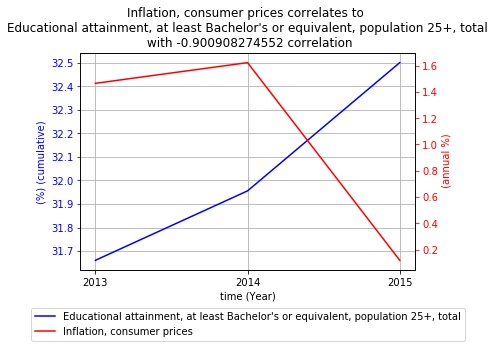 Inflation, consumer prices correlates to
Educational attainment, at least Bachelor's or equivalent, population 25+, total
with -0.900908274552 correlation
32.5
32.4
32.3
32.2
32.1
32.0
31.9
31.8
31.7
(%) (cumulative)
1.6
1.4
1.2
1.0
0.8
0.6
0.4
0.2
(annual %)
2013 2014 2015
time (Year)
Educational attainment, at least Bachelor's or equivalent, population 25+, total
Inflation, consumer prices